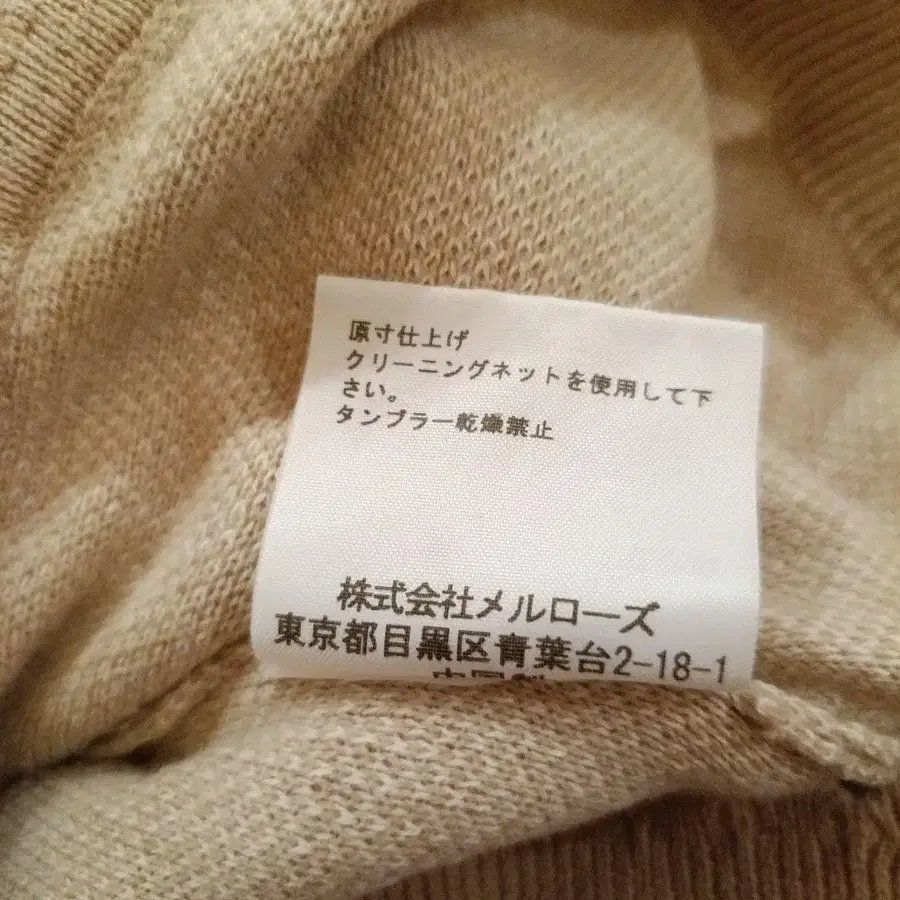 原寸仕上げ
クリーニングネットを使用して下
さい。
タンブラー乾燥禁止
株式会社メルローズ
東京都目黒区青葉台2-18-1